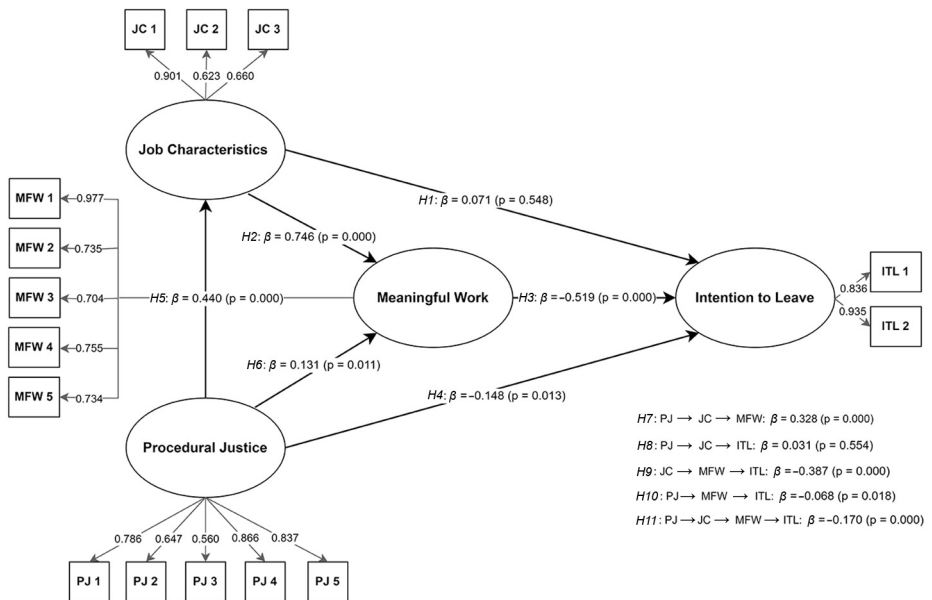 JC 1
JC 2
JC 3
0.901
0.623
0.660
Job Characteristics
MFW 1
0.977
H1: β = 0.071 (p = 0.548)
H2: β = 0.746 (p = 0.000)
MFW 2
0.735
MFW 3
0.704
H5: β = 0.440 (p = 0.000)
Meaningful Work
H3: β =−0.519 (p = 0.000)
Intention to Leave
0.836
ITL 1
0.935
ITL 2
MFW 4
0.755
MFW 5
0.734
H6: β = 0.131 (p = 0.011)
H4: β =−0.148 (p = 0.013)
Procedural Justice
H7: PJ → JC → MFW: β = 0.328 (p = 0.000)
H8: PJ → JC → ITL: β = 0.031 (p = 0.554)
H9: JC → MFW → ITL: β =−0.387 (p = 0.000)
H10: PJ → MFW → ITL: β =−0.068 (p = 0.018)
H11: PJ → JC → MFW → ITL: β =−0.170 (p = 0.000)
0.786
0.647
0.560
0.866
0.837
PJ 1
PJ 2
PJ 3
PJ 4
PJ 5